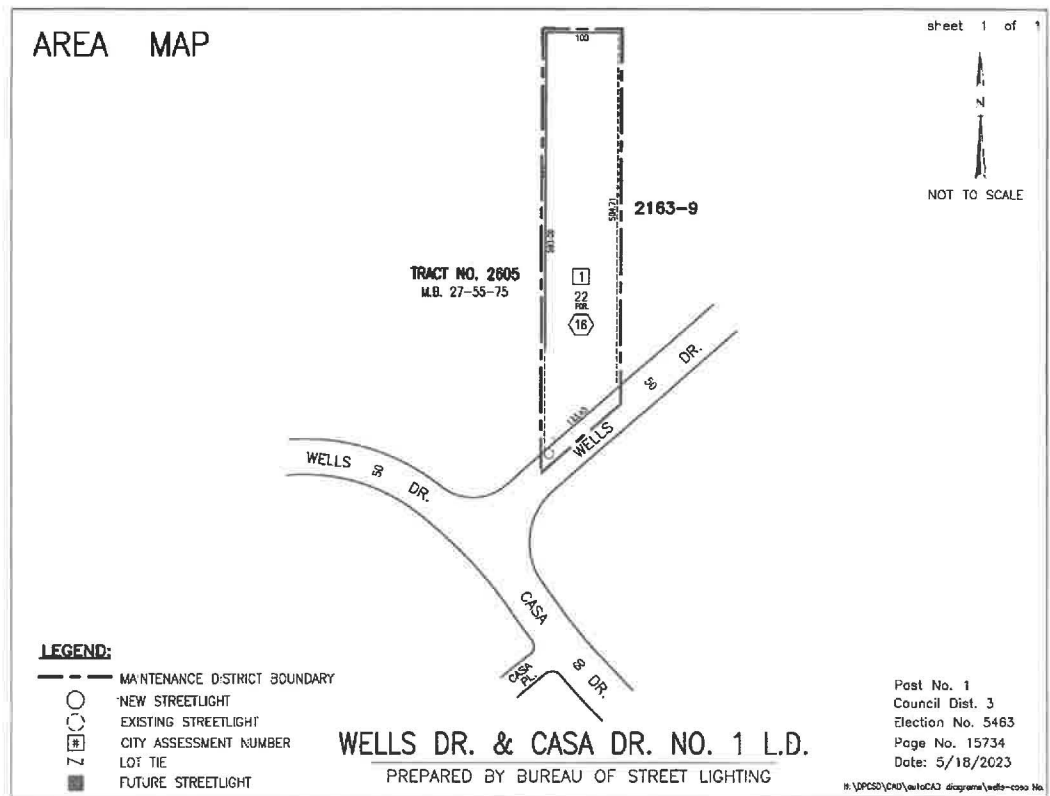 AREA MAP
sheet 1 of 1
N
NOT TO SCALE
100
504.21
2163-9
TRACT NO. 2605
M.B. 27-55-75
1
22
POR.
16
WELLS 50 DR.
WELLS 50 DR.
CASA 60 DR.
CASA PL.
LEGEND:
MAINTENANCE DISTRICT BOUNDARY
NEW STREETLIGHT
EXISTING STREETLIGHT
# CITY ASSESSMENT NUMBER
Z LOT TIE
FUTURE STREETLIGHT
WELLS DR. & CASA DR. NO. 1 L.D.
PREPARED BY BUREAU OF STREET LIGHTING
Post No. 1
Council Dist. 3
Election No. 5463
Page No. 15734
Date: 5/18/2023